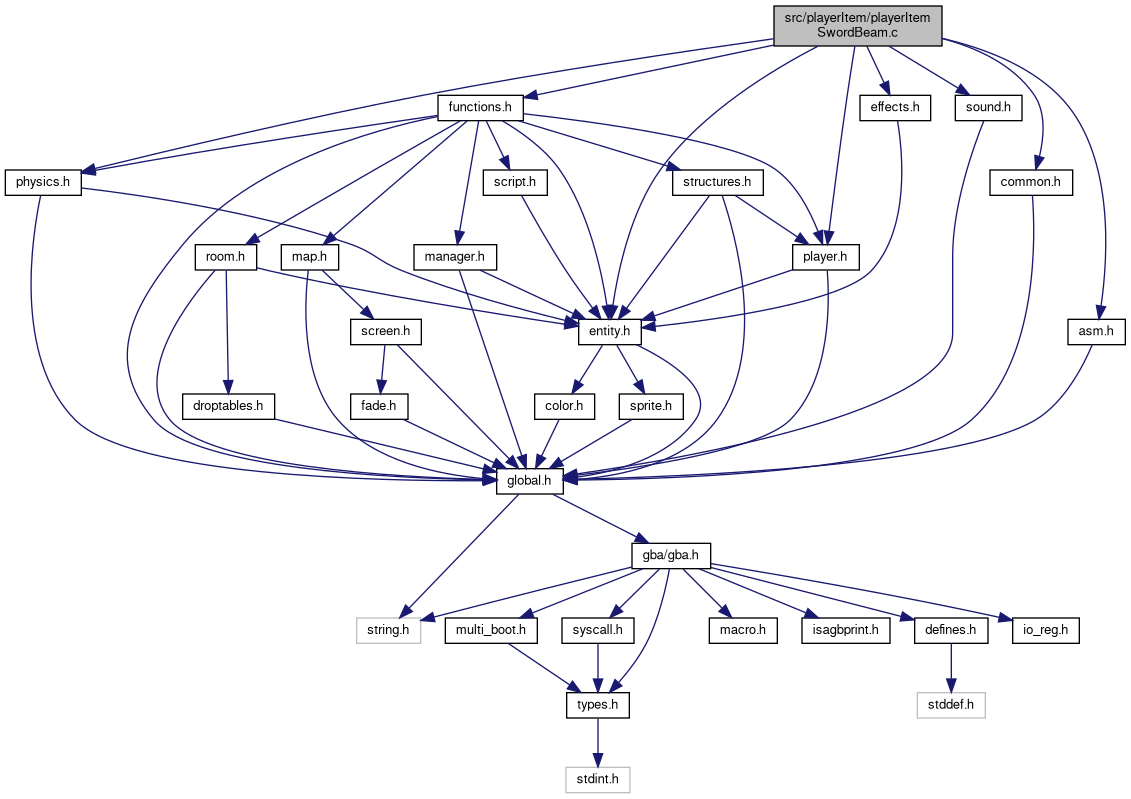 src/playerItem/playerItem
SwordBeam.c
functions.h
effects.h
sound.h
physics.h
script.h
structures.h
common.h
room.h
map.h
manager.h
player.h
screen.h
entity.h
asm.h
droptables.h
fade.h
color.h
sprite.h
global.h
gba/gba.h
string.h
multi_boot.h
syscall.h
macro.h
isagbprint.h
defines.h
io_reg.h
types.h
stddef.h
stdint.h